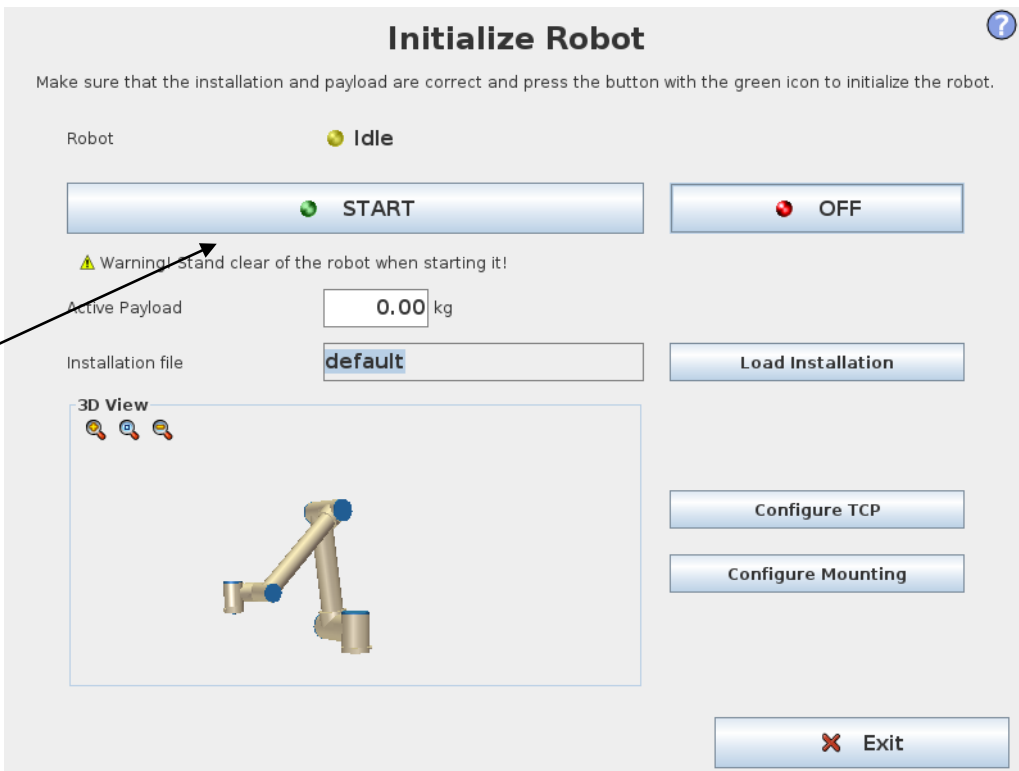 Initialize Robot
?
Make sure that the installation and payload are correct and press the button with the green icon to initialize the robot.
Robot Idle
START OFF
Warning! Stand clear of the robot when starting it!
Active Payload 0.00 kg
Installation file default Load Installation
3D View
Configure TCP
Configure Mounting
Exit